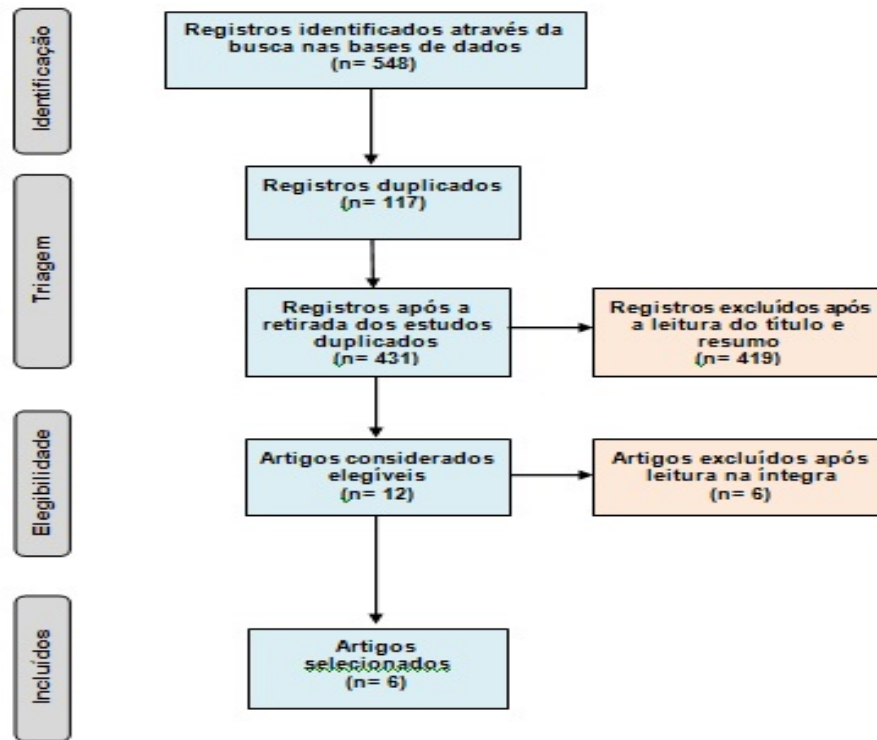 Identificação
Registros identificados através da
busca nas bases de dados
(n= 548)
Triagem
Registros duplicados
(n= 117)
Registros após a
retirada dos estudos
duplicados
(n= 431)
Registros excluídos após
a leitura do título e
resumo
(n= 419)
Elegibilidade
Artigos considerados
elegíveis
(n= 12)
Artigos excluídos após
leitura na íntegra
(n= 6)
Incluídos
Artigos
selecionados
(n= 6)